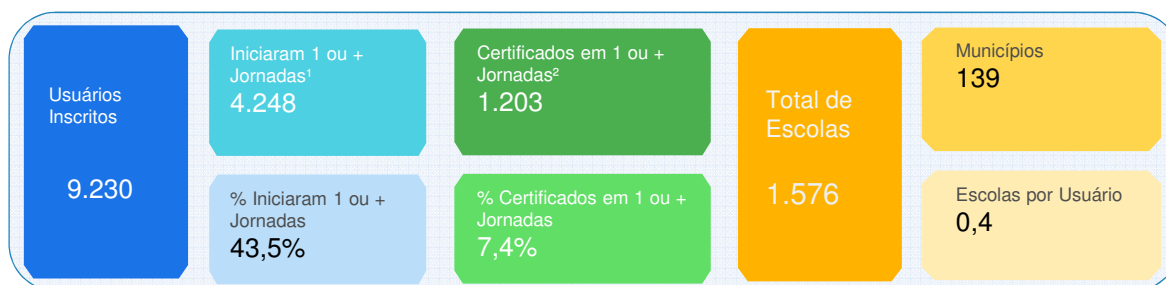 Usuários
Inscritos
9.230
Iniciaram 1 ou +
Jornadas¹
4.248
% Iniciaram 1 ou +
Jornadas
43,5%
Certificados em 1 ou +
Jornadas²
1.203
% Certificados em 1 ou +
Jornadas
7,4%
Total de
Escolas
1.576
Municípios
139
Escolas por Usuário
0,4